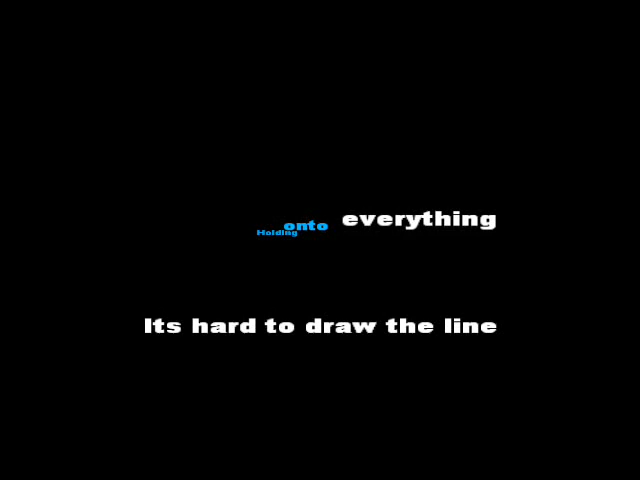 Holding onto everything
Its hard to draw the line